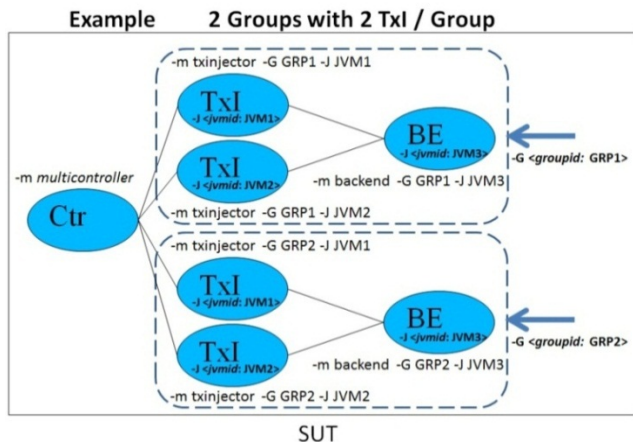 Example 2 Groups with 2 TxI / Group
-m txinjector -G GRP1 -J JVM1
TxI
-J <jvmid: JVM1>
BE
-J <jvmid: JVM3>
-G <groupid: GRP1>
TxI
-J <jvmid: JVM2>
-m multicontroller
-m backend -G GRP1 -J JVM3
Ctr
-m txinjector -G GRP1 -J JVM2
-m txinjector -G GRP2 -J JVM1
TxI
-J <jvmid: JVM1>
BE
-J <jvmid: JVM3>
-G <groupid: GRP2>
TxI
-J <jvmid: JVM2>
-m backend -G GRP2 -J JVM3
-m txinjector -G GRP2 -J JVM2
SUT